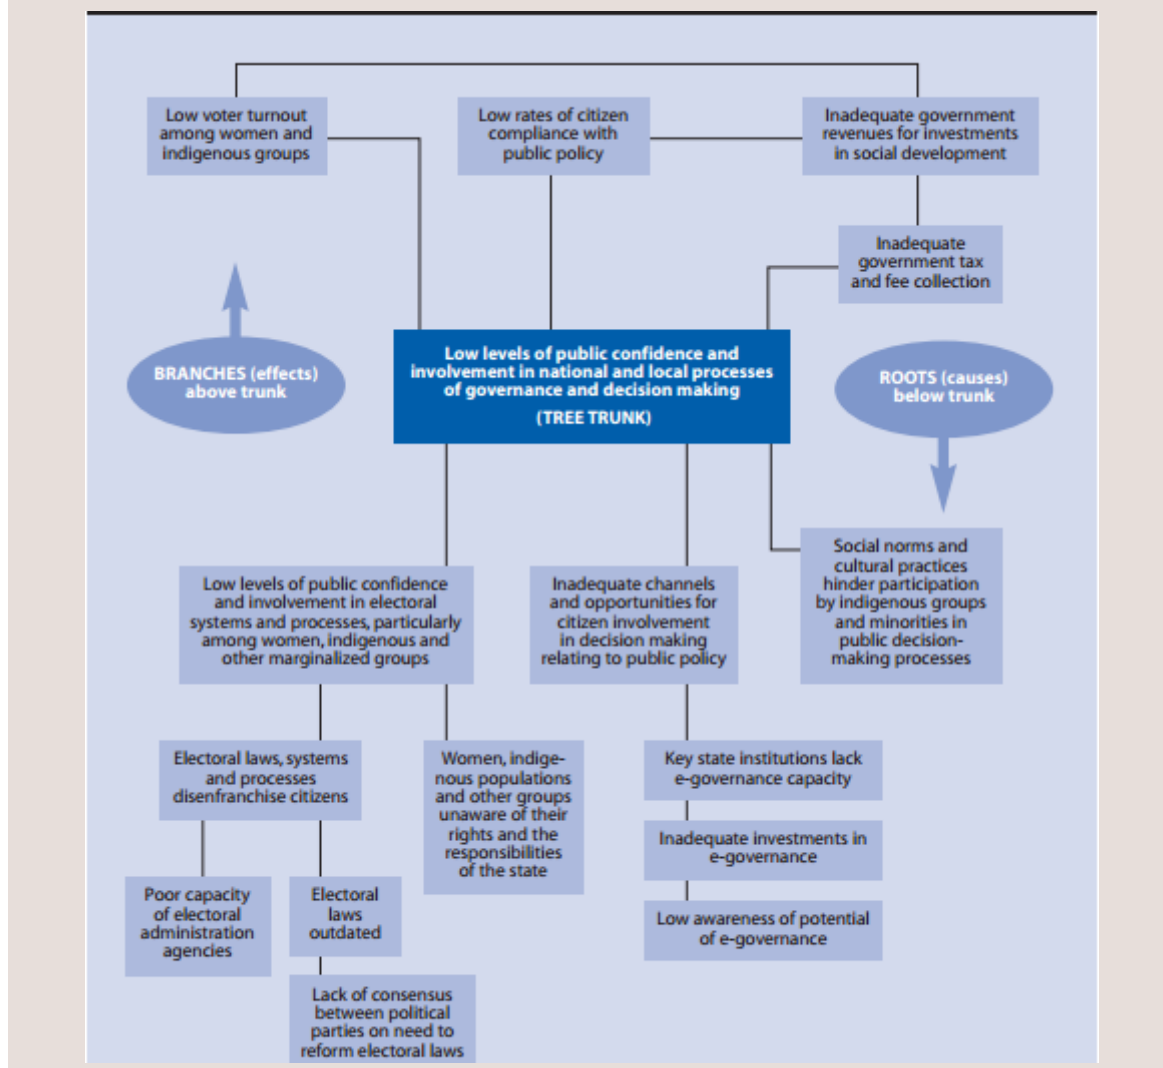 Low voter turnout
among women and
indigenous groups
Low rates of citizen
compliance with
public policy
Inadequate government
revenues for investments
in social development
Inadequate
government tax
and fee collection
BRANCHES (effects)
above trunk
Low levels of public confidence and
involvement in national and local processes
of governance and decision making
(TREE TRUNK)
ROOTS (causes)
below trunk
Low levels of public confidence
and involvement in electoral
systems and processes, particularly
among women, indigenous and
other marginalized groups
Inadequate channels
and opportunities for
citizen involvement
in decision making
relating to public policy
Social norms and
cultural practices
hinder participation
by indigenous groups
and minorities in
public decision-
making processes
Electoral laws, systems
and processes
disenfranchise citizens
Women, indige-
nous populations
and other groups
unaware of their
rights and the
responsibilities
of the state
Key state institutions lack
e-governance capacity
Inadequate investments in
e-governance
Low awareness of potential
of e-governance
Poor capacity
of electoral
administration
agencies
Electoral
laws
outdated
Lack of consensus
between political
parties on need to
reform electoral laws